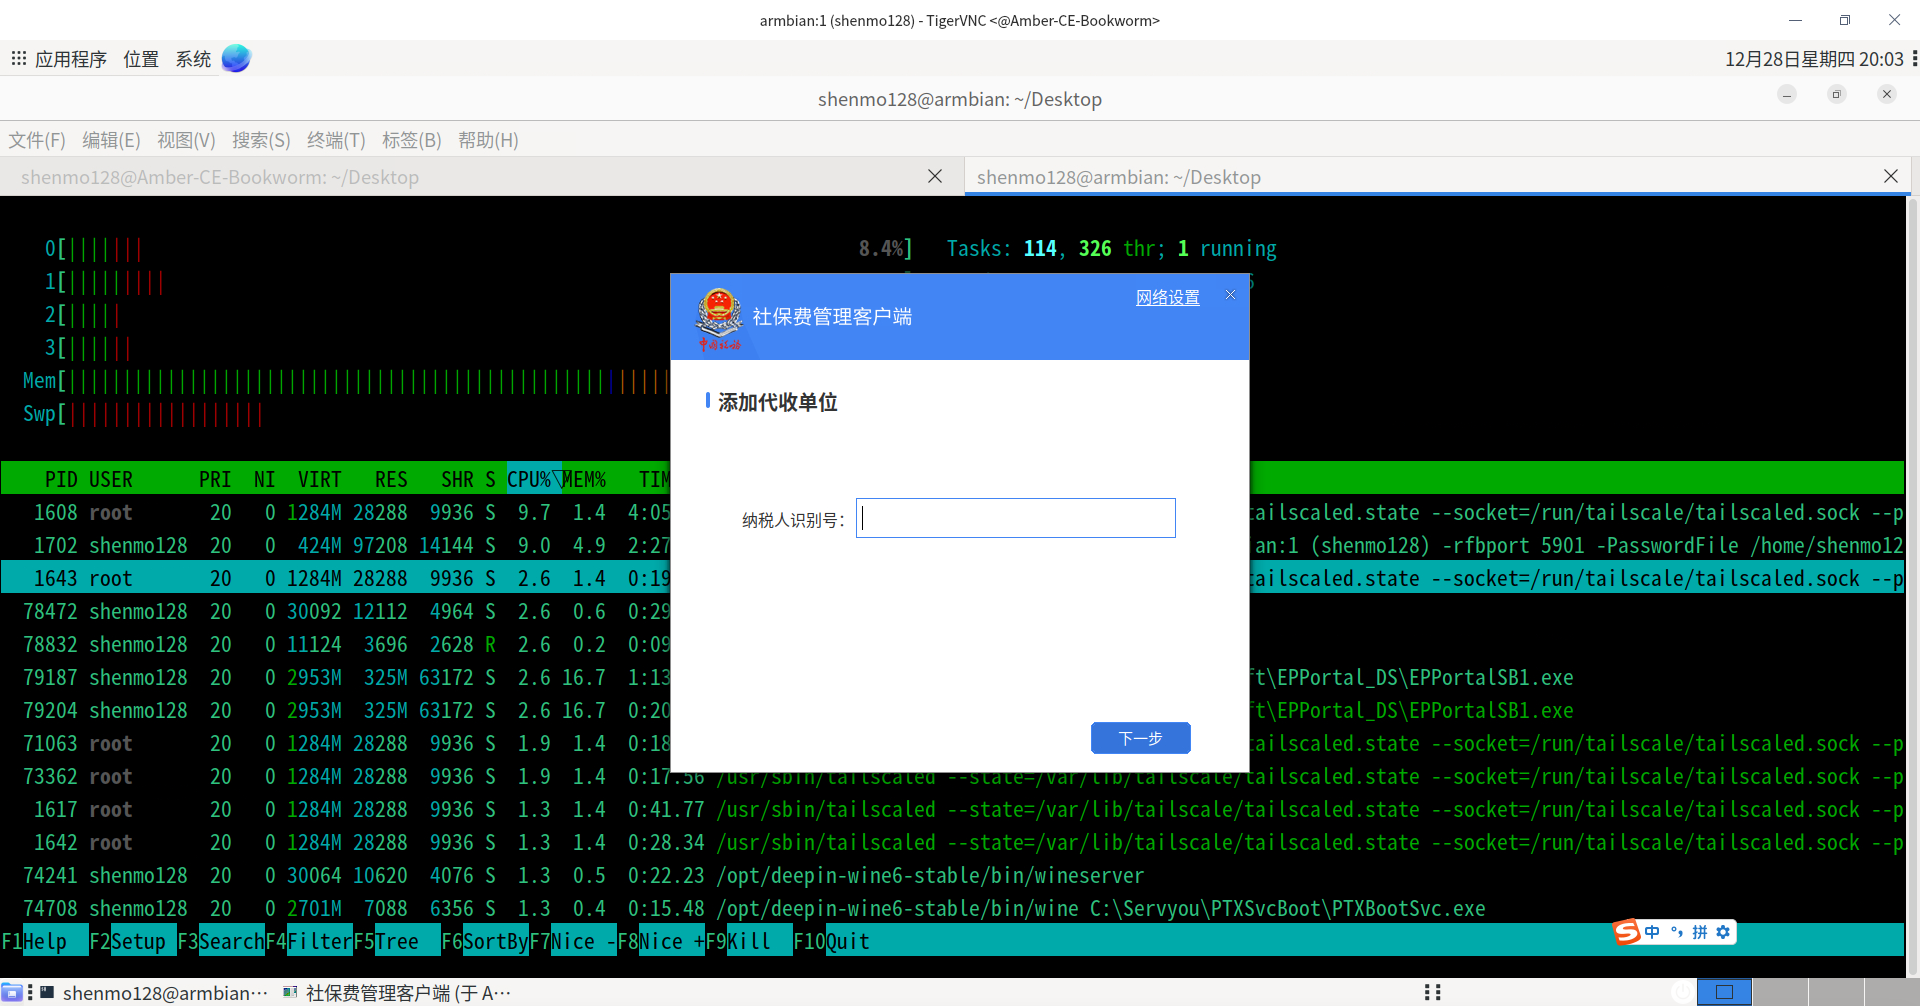 armbian:1 (shenmo128) - TigerVNC <@Amber-CE-Bookworm>
应用程序 位置 系统 12月28日星期四 20:03
shenmo128@armbian: ~/Desktop
文件(F) 编辑(E) 视图(V) 搜索(S) 终端(T) 标签(B) 帮助(H)
shenmo128@Amber-CE-Bookworm: ~/Desktop shenmo128@armbian: ~/Desktop
0[|||||||  8.4%] Tasks: 114, 326 thr; 1 running
1[|||||||||
2[|||||
3[||||||
Mem[
Swp[
社保费管理客户端 网络设置
添加代收单位
纳税人识别号：
下一步
PID USER PRI NI VIRT RES SHR S CPU%▽MEM% TIM
1608 root 20 0 1284M 28288 9936 S 9.7 1.4 4:05 tailscaled.state --socket=/run/tailscale/tailscaled.sock --p
1702 shenmo128 20 0 424M 97208 14144 S 9.0 4.9 2:27 ian:1 (shenmo128) -rfbport 5901 -PasswordFile /home/shenmo12
1643 root 20 0 1284M 28288 9936 S 2.6 1.4 0:19 tailscaled.state --socket=/run/tailscale/tailscaled.sock --p
78472 shenmo128 20 0 30092 12112 4964 S 2.6 0.6 0:29
78832 shenmo128 20 0 11124 3696 2628 R 2.6 0.2 0:09
79187 shenmo128 20 0 2953M 325M 63172 S 2.6 16.7 1:13 ft\EPPortal_DS\EPPortalSB1.exe
79204 shenmo128 20 0 2953M 325M 63172 S 2.6 16.7 0:20 ft\EPPortal_DS\EPPortalSB1.exe
71063 root 20 0 1284M 28288 9936 S 1.9 1.4 0:18 tailscaled.state --socket=/run/tailscale/tailscaled.sock --p
73362 root 20 0 1284M 28288 9936 S 1.9 1.4 0:17.56 /usr/sbin/tailscaled --state=/var/lib/tailscale/tailscaled.state --socket=/run/tailscale/tailscaled.sock --p
1617 root 20 0 1284M 28288 9936 S 1.3 1.4 0:41.77 /usr/sbin/tailscaled --state=/var/lib/tailscale/tailscaled.state --socket=/run/tailscale/tailscaled.sock --p
1642 root 20 0 1284M 28288 9936 S 1.3 1.4 0:28.34 /usr/sbin/tailscaled --state=/var/lib/tailscale/tailscaled.state --socket=/run/tailscale/tailscaled.sock --p
74241 shenmo128 20 0 30064 10620 4076 S 1.3 0.5 0:22.23 /opt/deepin-wine6-stable/bin/wineserver
74708 shenmo128 20 0 2701M 7088 6356 S 1.3 0.4 0:15.48 /opt/deepin-wine6-stable/bin/wine C:\Servyou\PTXSvcBoot\PTXBootSvc.exe
F1Help F2Setup F3SearchF4FilterF5Tree F6SortByF7Nice -F8Nice +F9Kill F10Quit
中 °, 拼
shenmo128@armbian… 社保费管理客户端 (于 A…